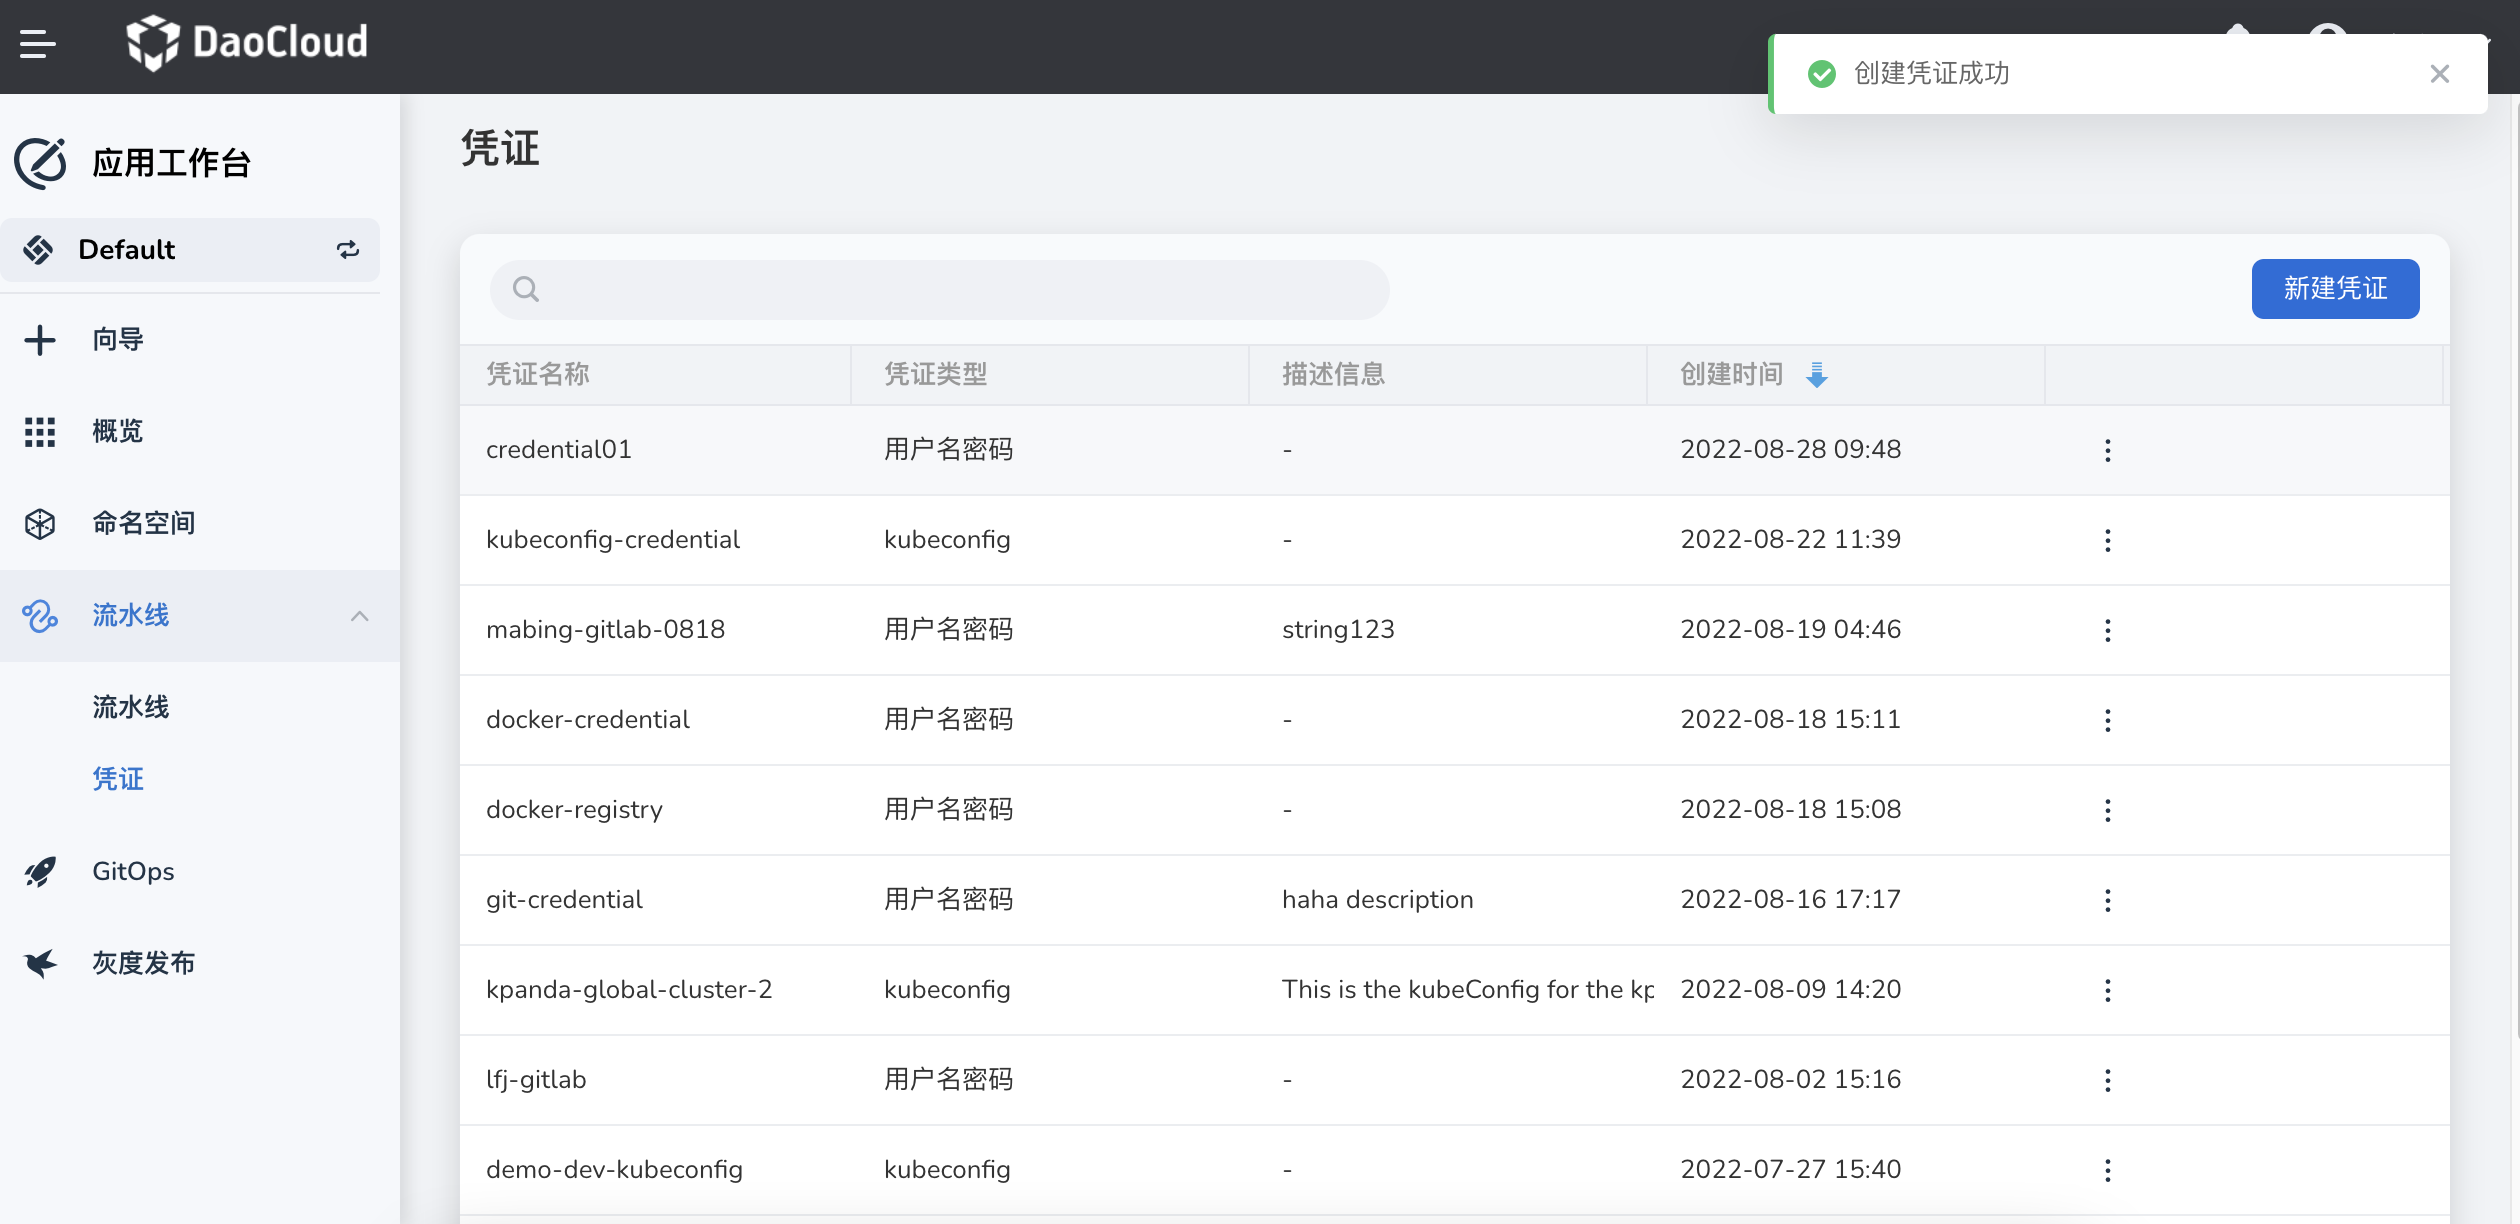 DaoCloud
创建凭证成功
应用工作台
Default
向导
概览
命名空间
流水线
流水线
凭证
GitOps
灰度发布
凭证
新建凭证
凭证名称 凭证类型 描述信息 创建时间
credential01 用户名密码 - 2022-08-28 09:48
kubeconfig-credential kubeconfig - 2022-08-22 11:39
mabing-gitlab-0818 用户名密码 string123 2022-08-19 04:46
docker-credential 用户名密码 - 2022-08-18 15:11
docker-registry 用户名密码 - 2022-08-18 15:08
git-credential 用户名密码 haha description 2022-08-16 17:17
kpanda-global-cluster-2 kubeconfig This is the kubeConfig for the kp 2022-08-09 14:20
lfj-gitlab 用户名密码 - 2022-08-02 15:16
demo-dev-kubeconfig kubeconfig - 2022-07-27 15:40